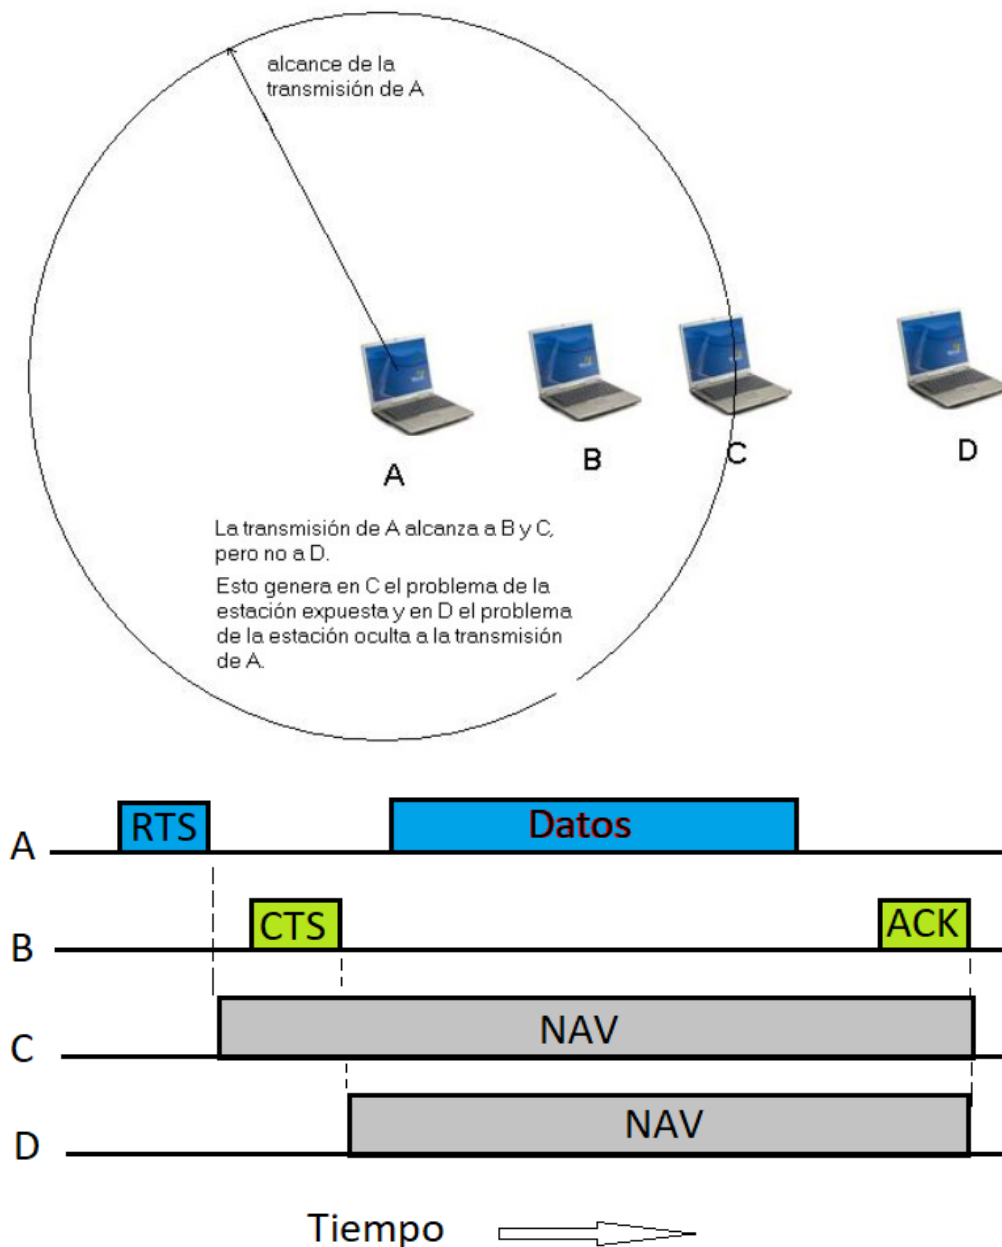 alcance de la
transmisión de A
A
B
C
D
La transmisión de A alcanza a B y C,
pero no a D.
Esto genera en C el problema de la
estación expuesta y en D el problema
de la estación oculta a la transmisión
de A.
A
RTS
Datos
B
CTS
ACK
C
NAV
D
NAV
Tiempo